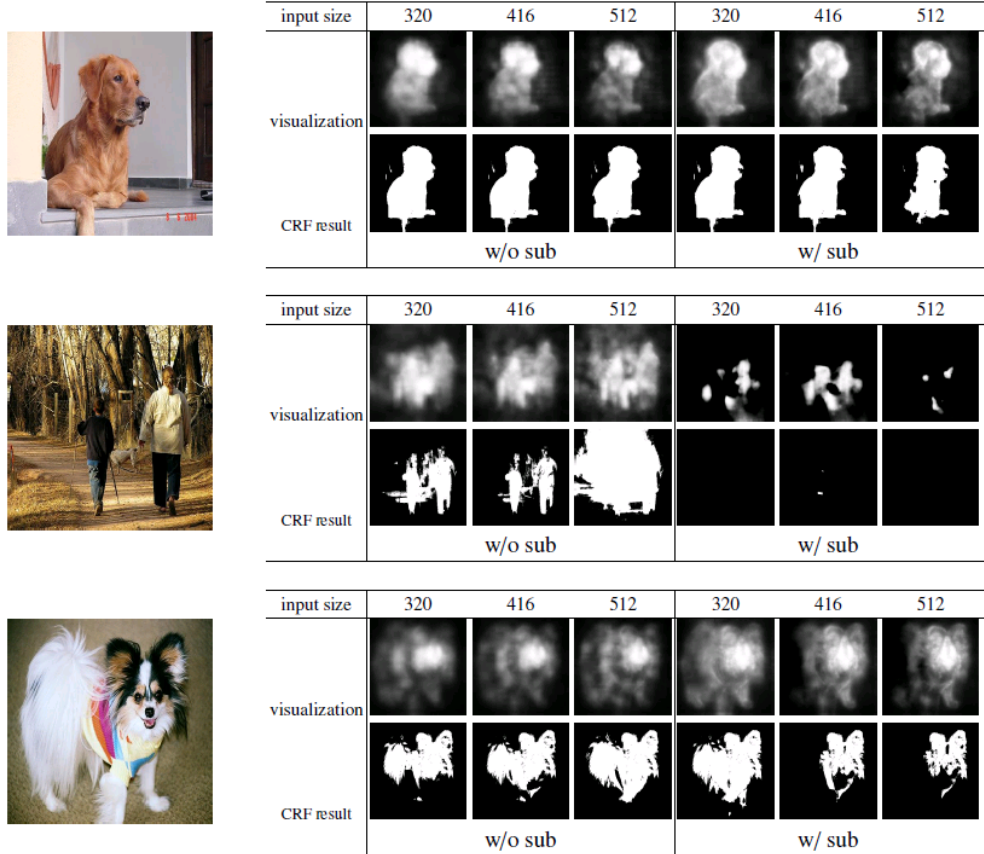 input size 320 416 512 320 416 512
visualization
CRF result
w/o sub w/ sub
input size 320 416 512 320 416 512
visualization
CRF result
w/o sub w/ sub
input size 320 416 512 320 416 512
visualization
CRF result
w/o sub w/ sub